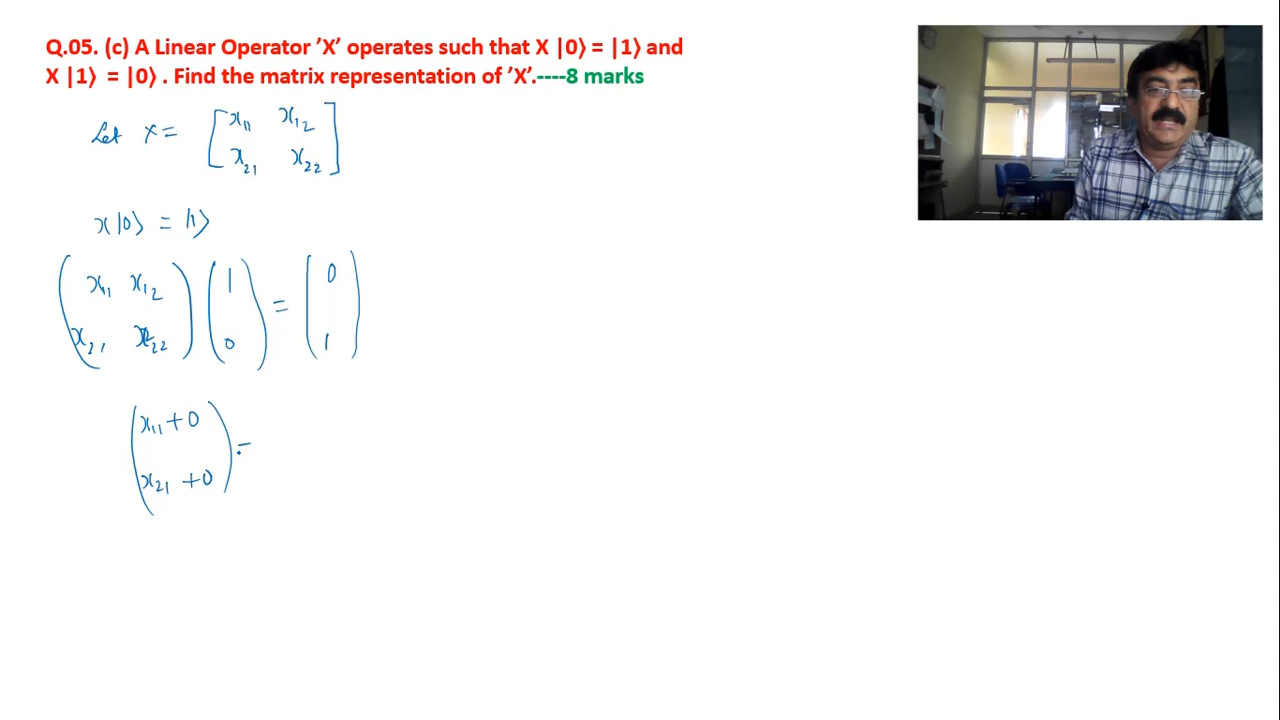 Q.05. (c) A Linear Operator ’X’ operates such that X |0⟩ = |1⟩ and
X |1⟩ = |0⟩ . Find the matrix representation of ’X’.----8 marks
Let x = [ x11 x12
x21 x22 ]
x|0⟩ = |1⟩
( x11 x12 ) ( 1 ) = ( 0 )
( x21 x22 ) ( 0 ) ( 1 )
( x11 + 0 ) =
( x21 + 0 )